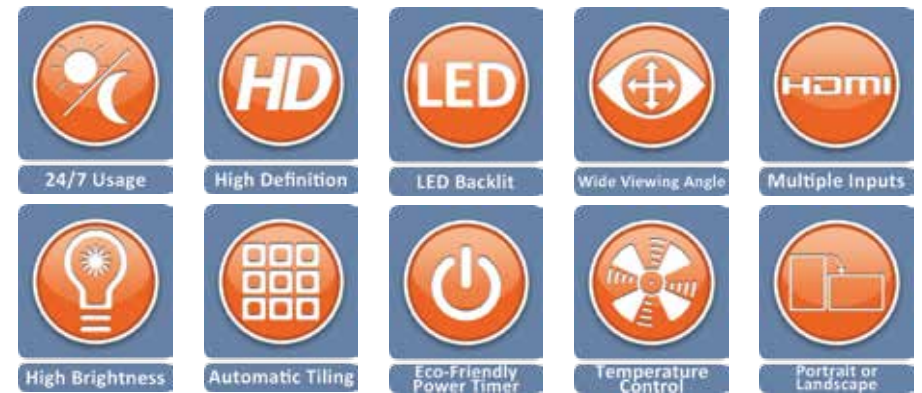 HD
LED
HDMI
24/7 Usage
High Definition
LED Backlit
Wide Viewing Angle
Multiple Inputs
High Brightness
Automatic Tiling
Eco-Friendly
Power Timer
Temperature
Control
Portrait or
Landscape